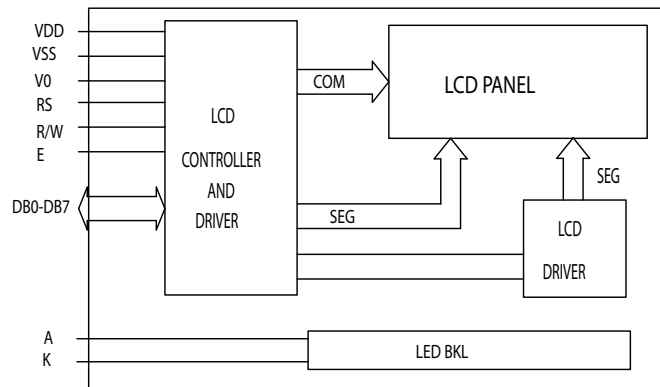 VDD
VSS
V0
RS
R/W
E
DB0-DB7
A
K
LCD
CONTROLLER
AND
DRIVER
COM
SEG
LCD PANEL
SEG
LCD
DRIVER
LED BKL